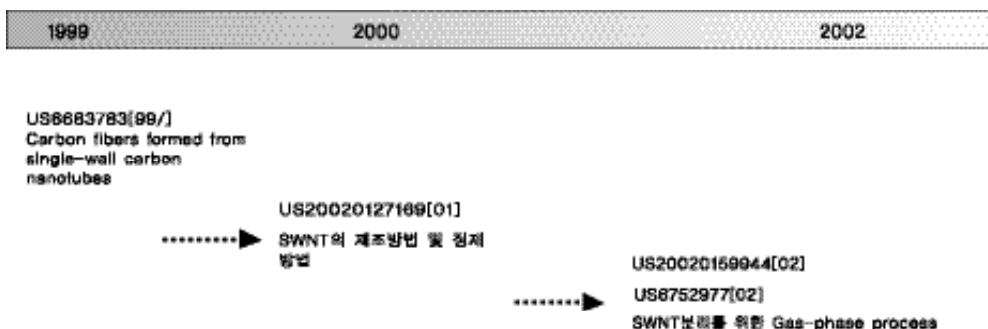 1999 2000 2002
US6683783[99/]
Carbon fibers formed from
single-wall carbon
nanotubes
US20020127169[01]
SWNT의 제조방법 및 정제
방법
US20020159944[02]
US6752977[02]
SWNT분리를 위한 Gas-phase process